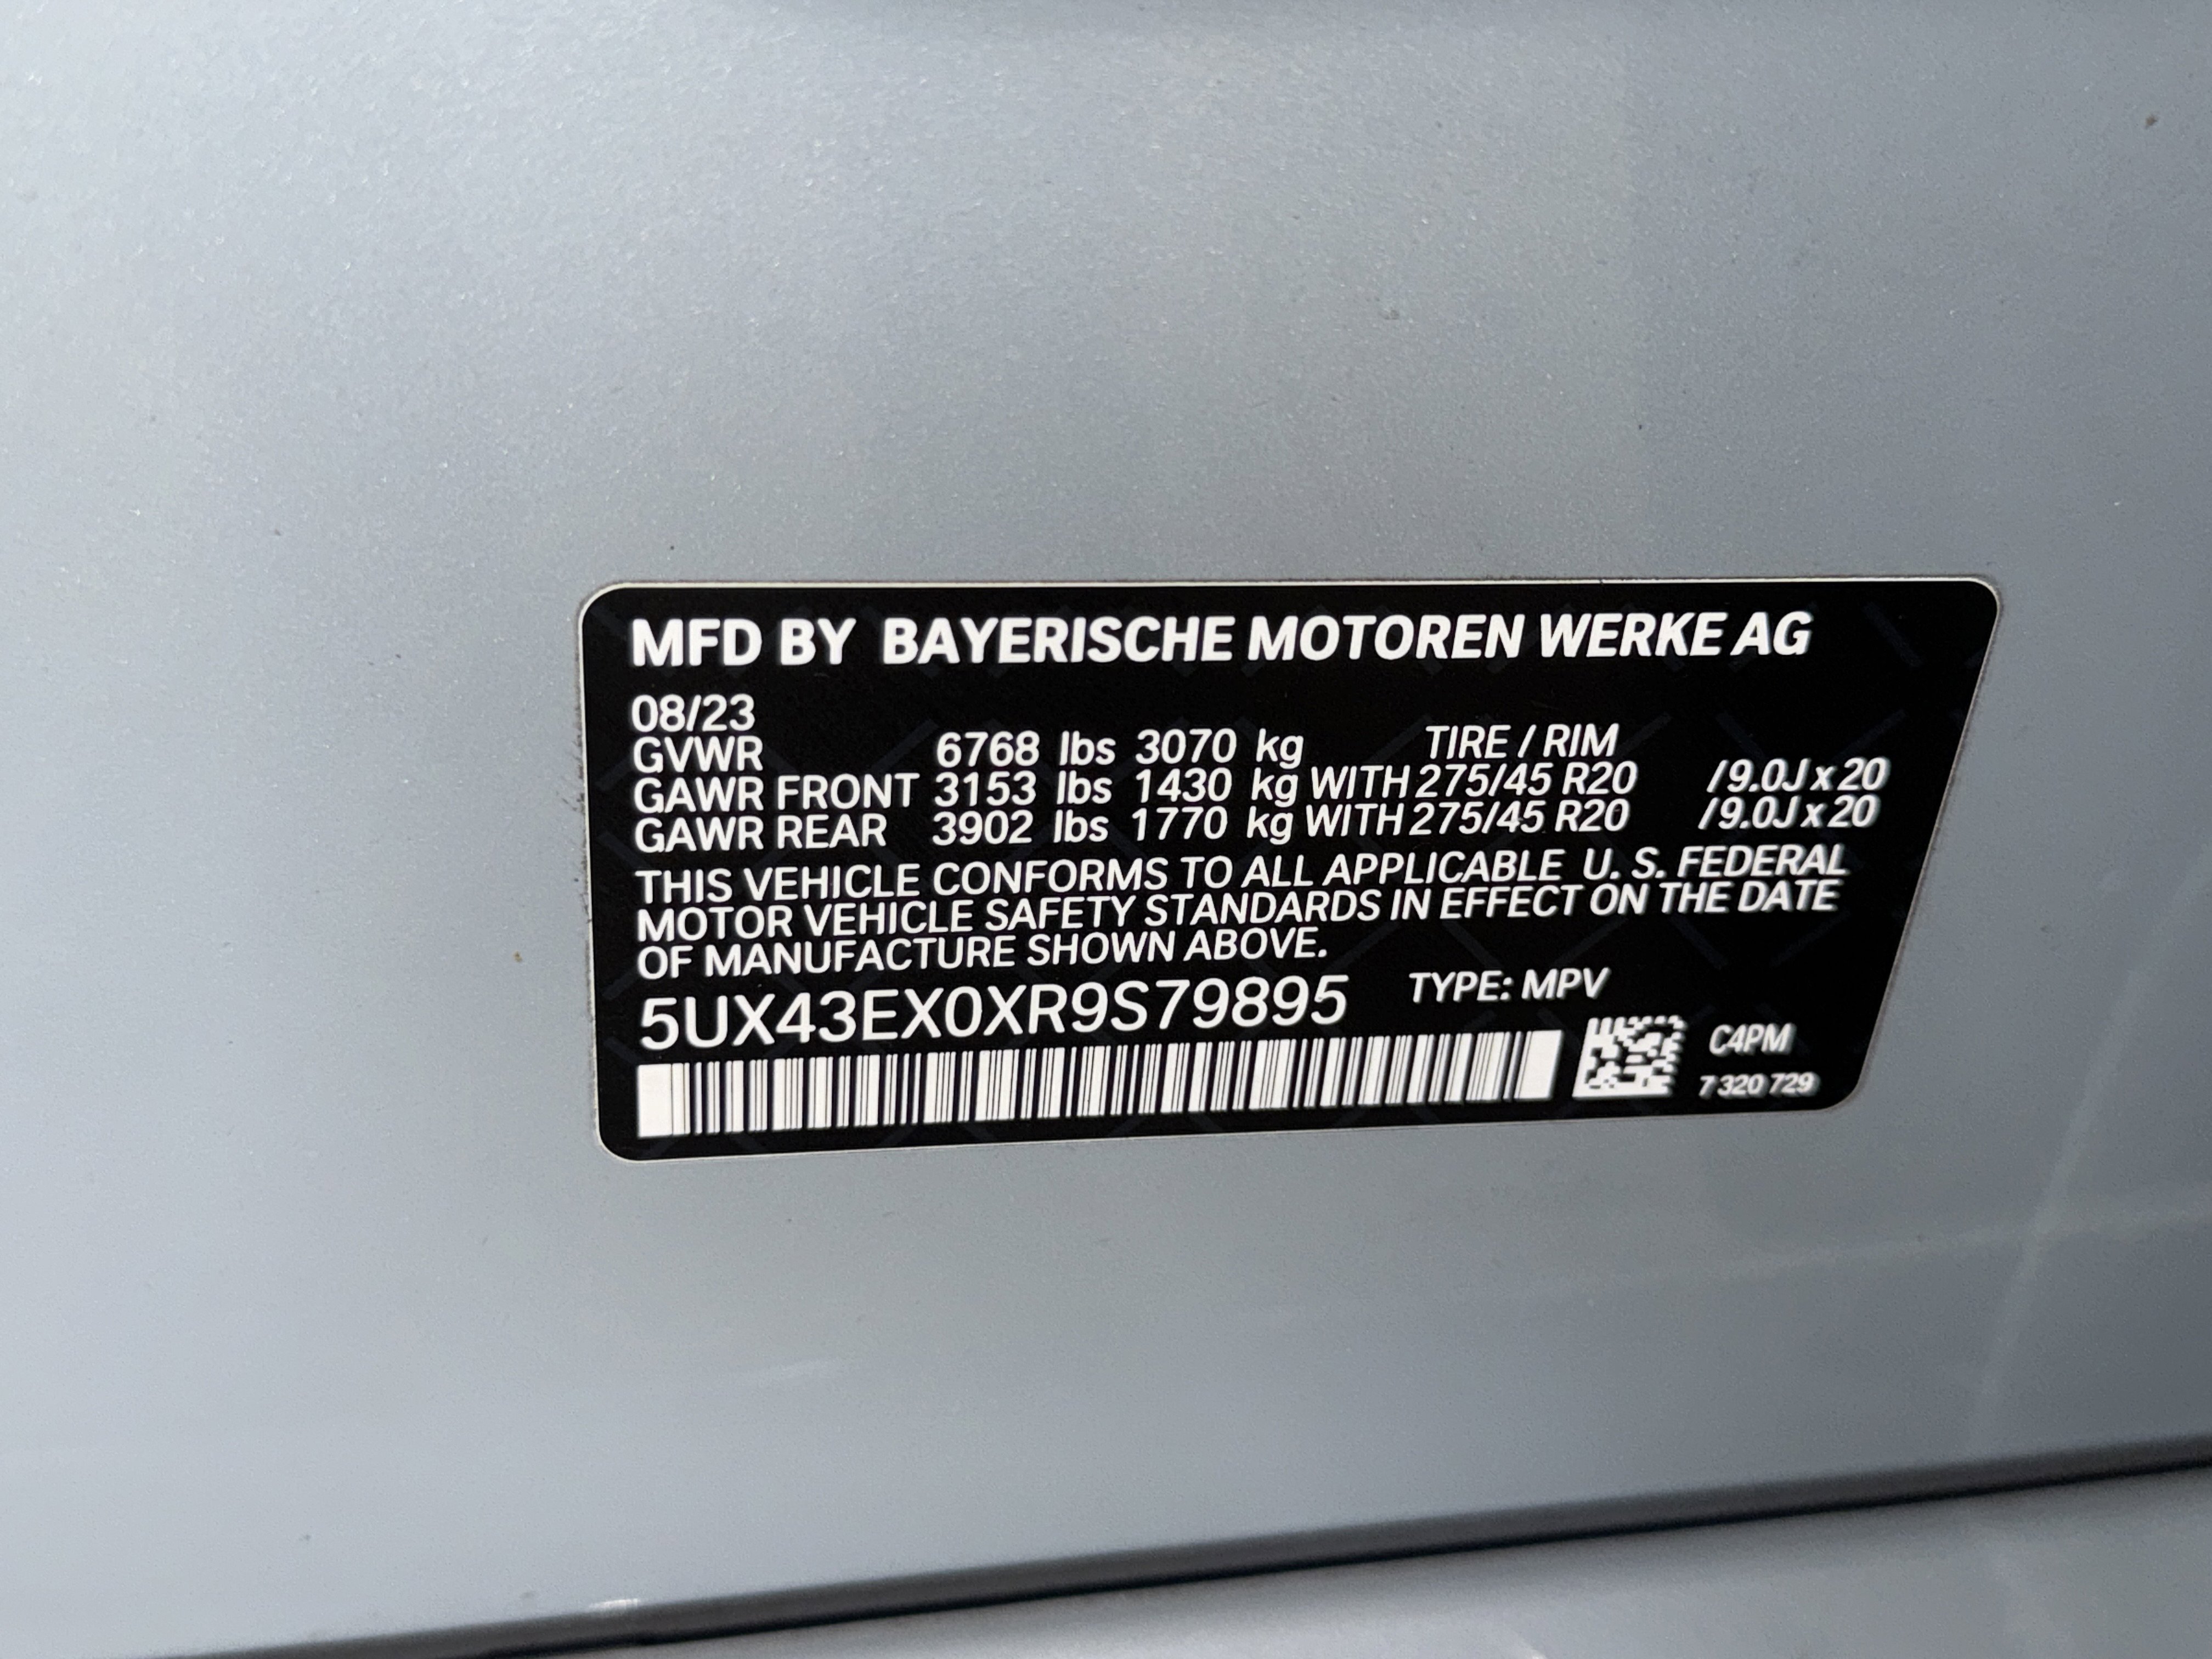 MFD BY BAYERISCHE MOTOREN WERKE AG
08/23
GVWR 6768 lbs 3070 kg TIRE / RIM
GAWR FRONT 3153 lbs 1430 kg WITH 275/45 R20 /9.0J x 20
GAWR REAR 3902 lbs 1770 kg WITH 275/45 R20 /9.0J x 20
THIS VEHICLE CONFORMS TO ALL APPLICABLE U. S. FEDERAL
MOTOR VEHICLE SAFETY STANDARDS IN EFFECT ON THE DATE
OF MANUFACTURE SHOWN ABOVE.
5UX43EX0XR9S79895 TYPE: MPV
C4PM
7 320 729